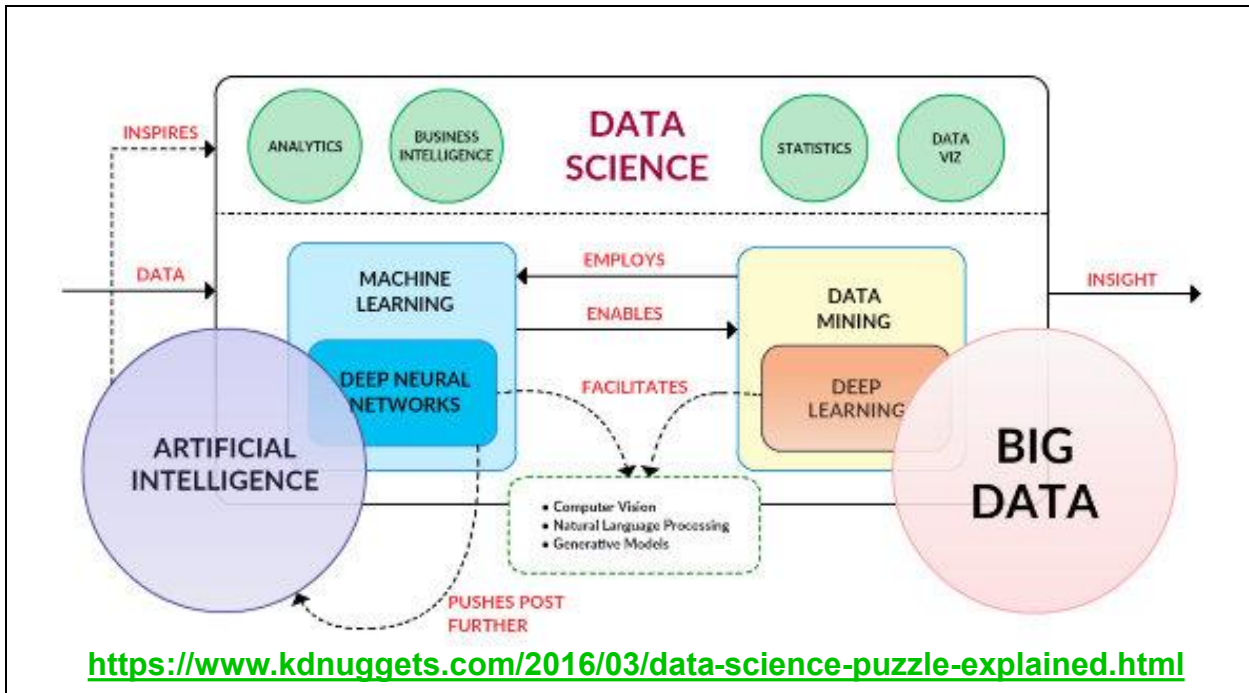 DATA
SCIENCE
ANALYTICS
BUSINESS
INTELLIGENCE
STATISTICS
DATA
VIZ
INSPIRES
DATA
MACHINE
LEARNING
DEEP NEURAL
NETWORKS
EMPLOYS
ENABLES
FACILITATES
DATA
MINING
DEEP
LEARNING
INSIGHT
ARTIFICIAL
INTELLIGENCE
BIG
DATA
• Computer Vision
• Natural Language Processing
• Generative Models
PUSHES POST
FURTHER
https://www.kdnuggets.com/2016/03/data-science-puzzle-explained.html